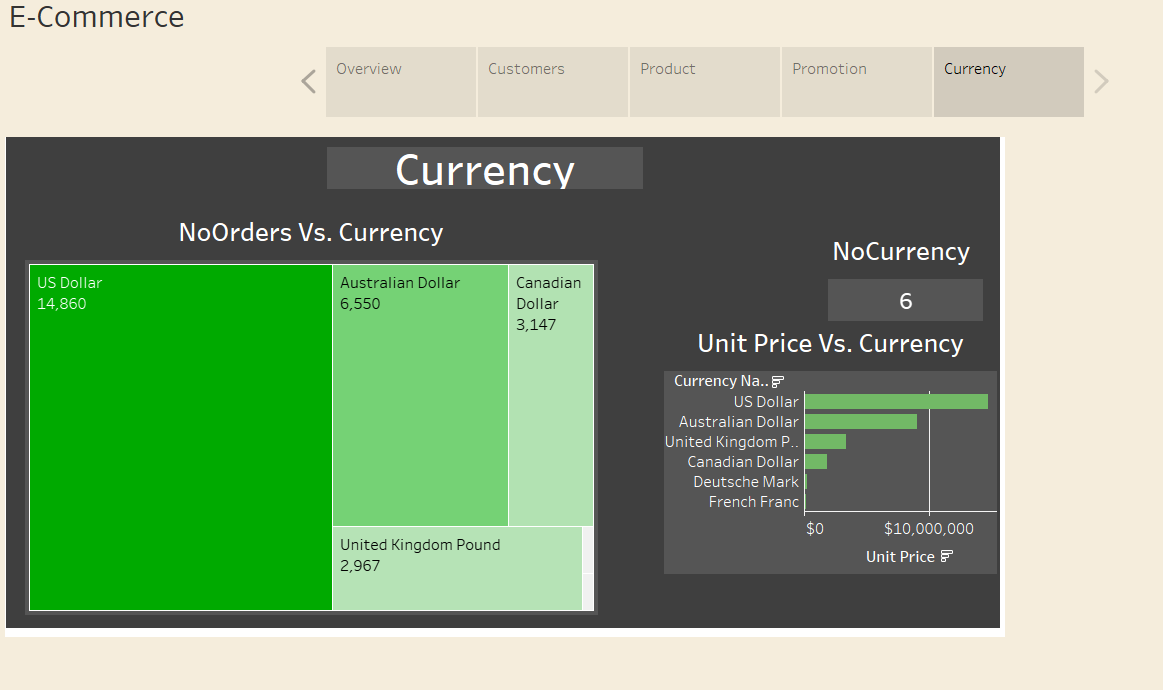 E-Commerce
Overview
Customers
Product
Promotion
Currency
Currency
NoOrders Vs. Currency
US Dollar
14,860
Australian Dollar
6,550
Canadian
Dollar
3,147
United Kingdom Pound
2,967
NoCurrency
6
Unit Price Vs. Currency
Currency Na..
US Dollar
Australian Dollar
United Kingdom P..
Canadian Dollar
Deutsche Mark
French Franc
$0
$10,000,000
Unit Price